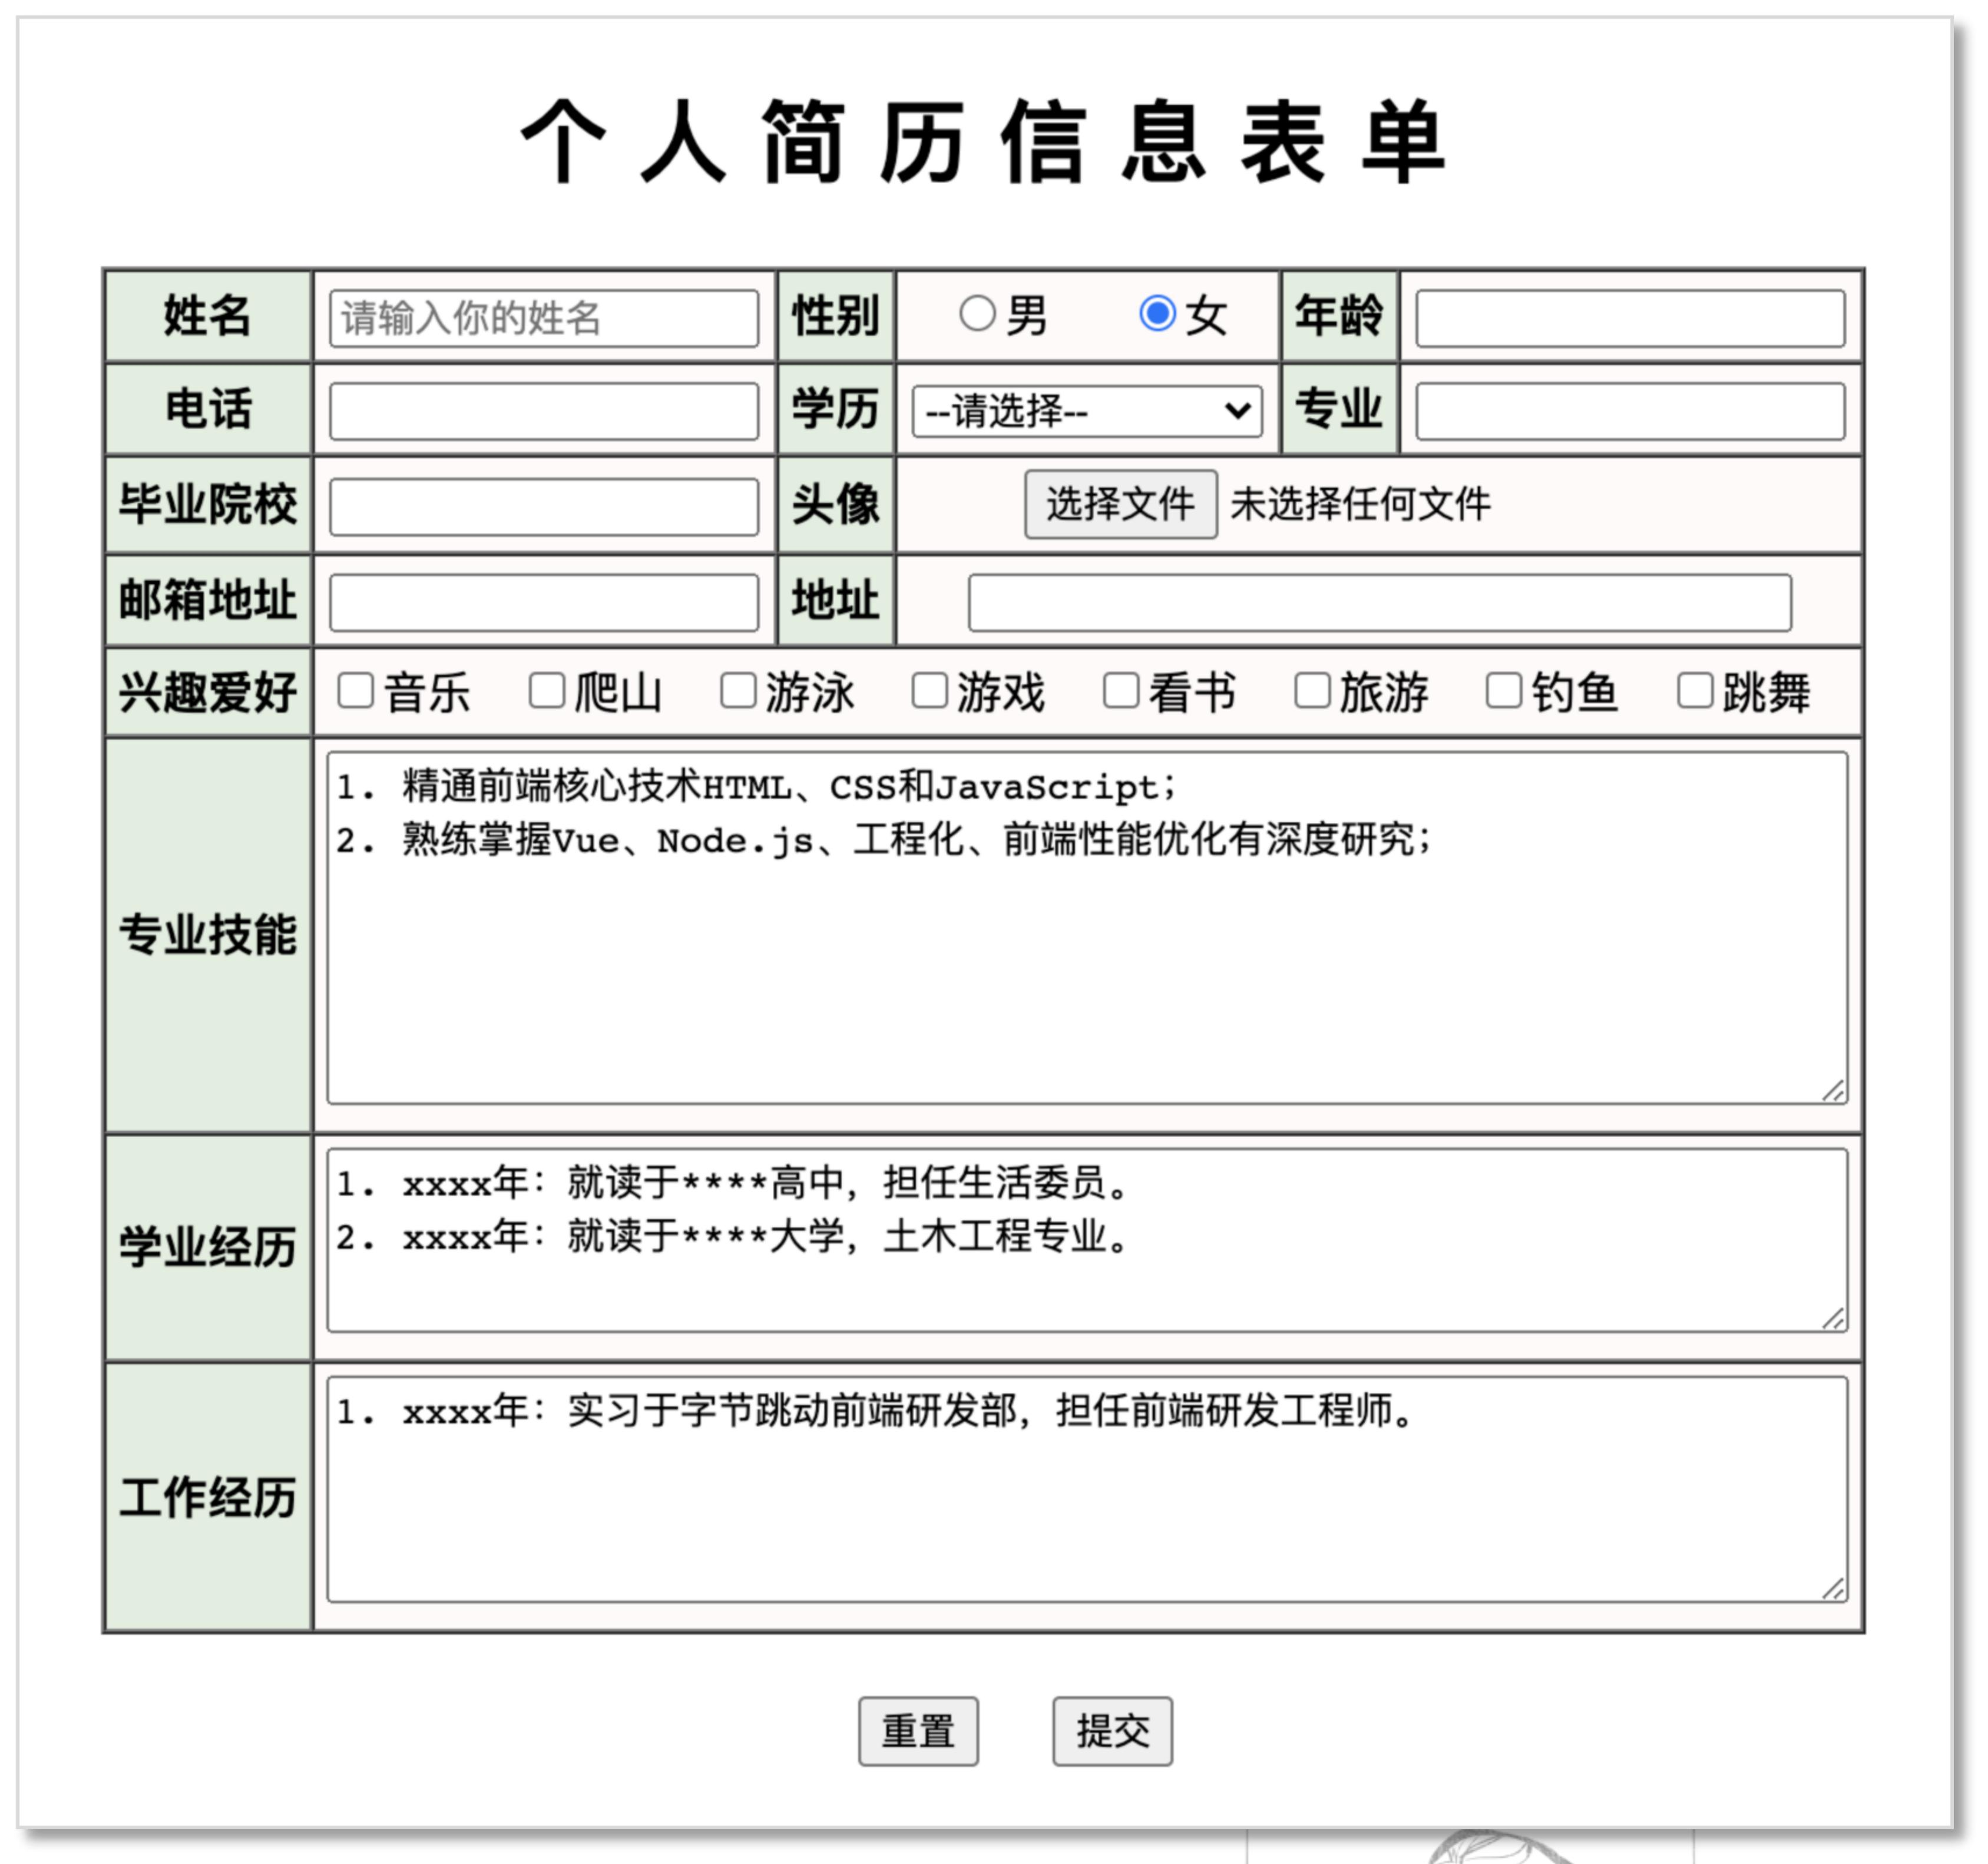 个人简历信息表单
姓名 请输入你的姓名 性别 男 女 年龄
电话 学历 --请选择-- 专业
毕业院校 头像 选择文件 未选择任何文件
邮箱地址 地址
兴趣爱好 音乐 爬山 游泳 游戏 看书 旅游 钓鱼 跳舞
专业技能
1. 精通前端核心技术HTML、CSS和JavaScript;
2. 熟练掌握Vue、Node.js、工程化、前端性能优化有深度研究;
学业经历
1. xxxx年: 就读于****高中, 担任生活委员。
2. xxxx年: 就读于****大学, 土木工程专业。
工作经历
1. xxxx年: 实习于字节跳动前端研发部, 担任前端研发工程师。
重置 提交